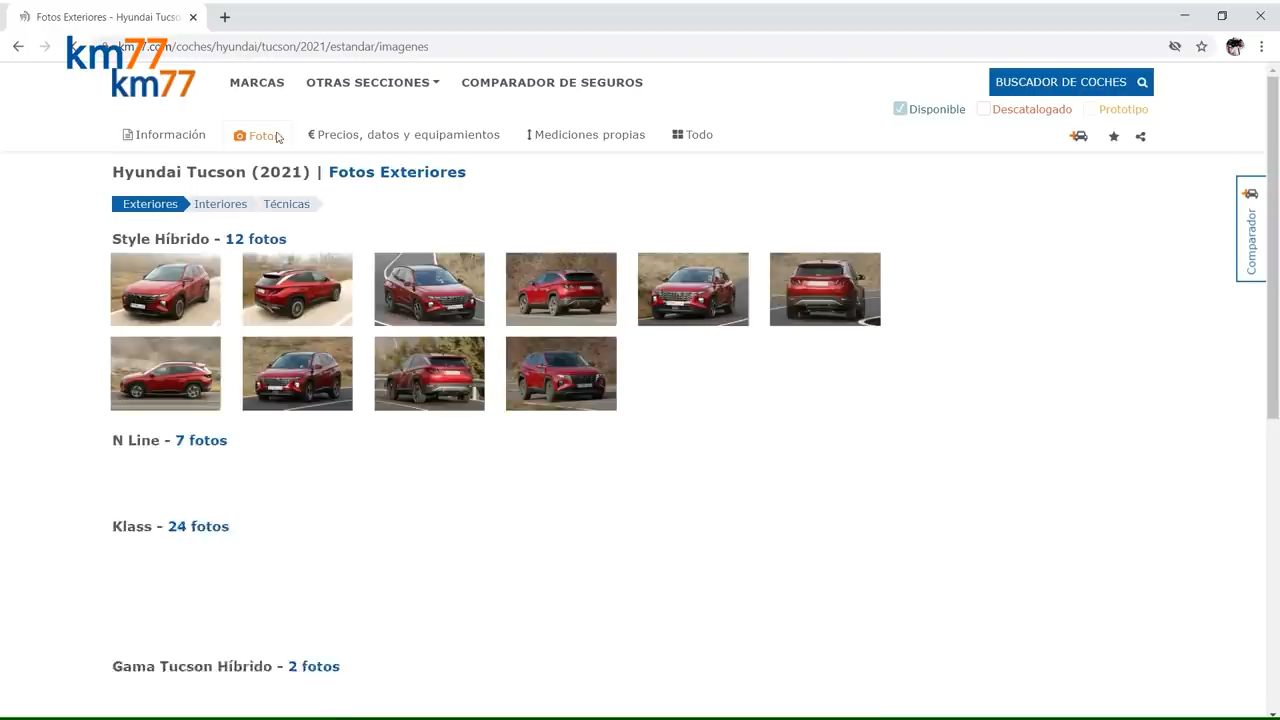 Fotos Exteriores - Hyundai Tucso
km77.com/coches/hyundai/tucson/2021/estandar/imagenes
km77
km77
MARCAS
OTRAS SECCIONES
COMPARADOR DE SEGUROS
BUSCADOR DE COCHES
Disponible
Descatalogado
Prototipo
Información
Fotos
Precios, datos y equipamientos
Mediciones propias
Todo
Hyundai Tucson (2021) | Fotos Exteriores
Exteriores
Interiores
Técnicas
Comparador
Style Híbrido - 12 fotos
N Line - 7 fotos
Klass - 24 fotos
Gama Tucson Híbrido - 2 fotos